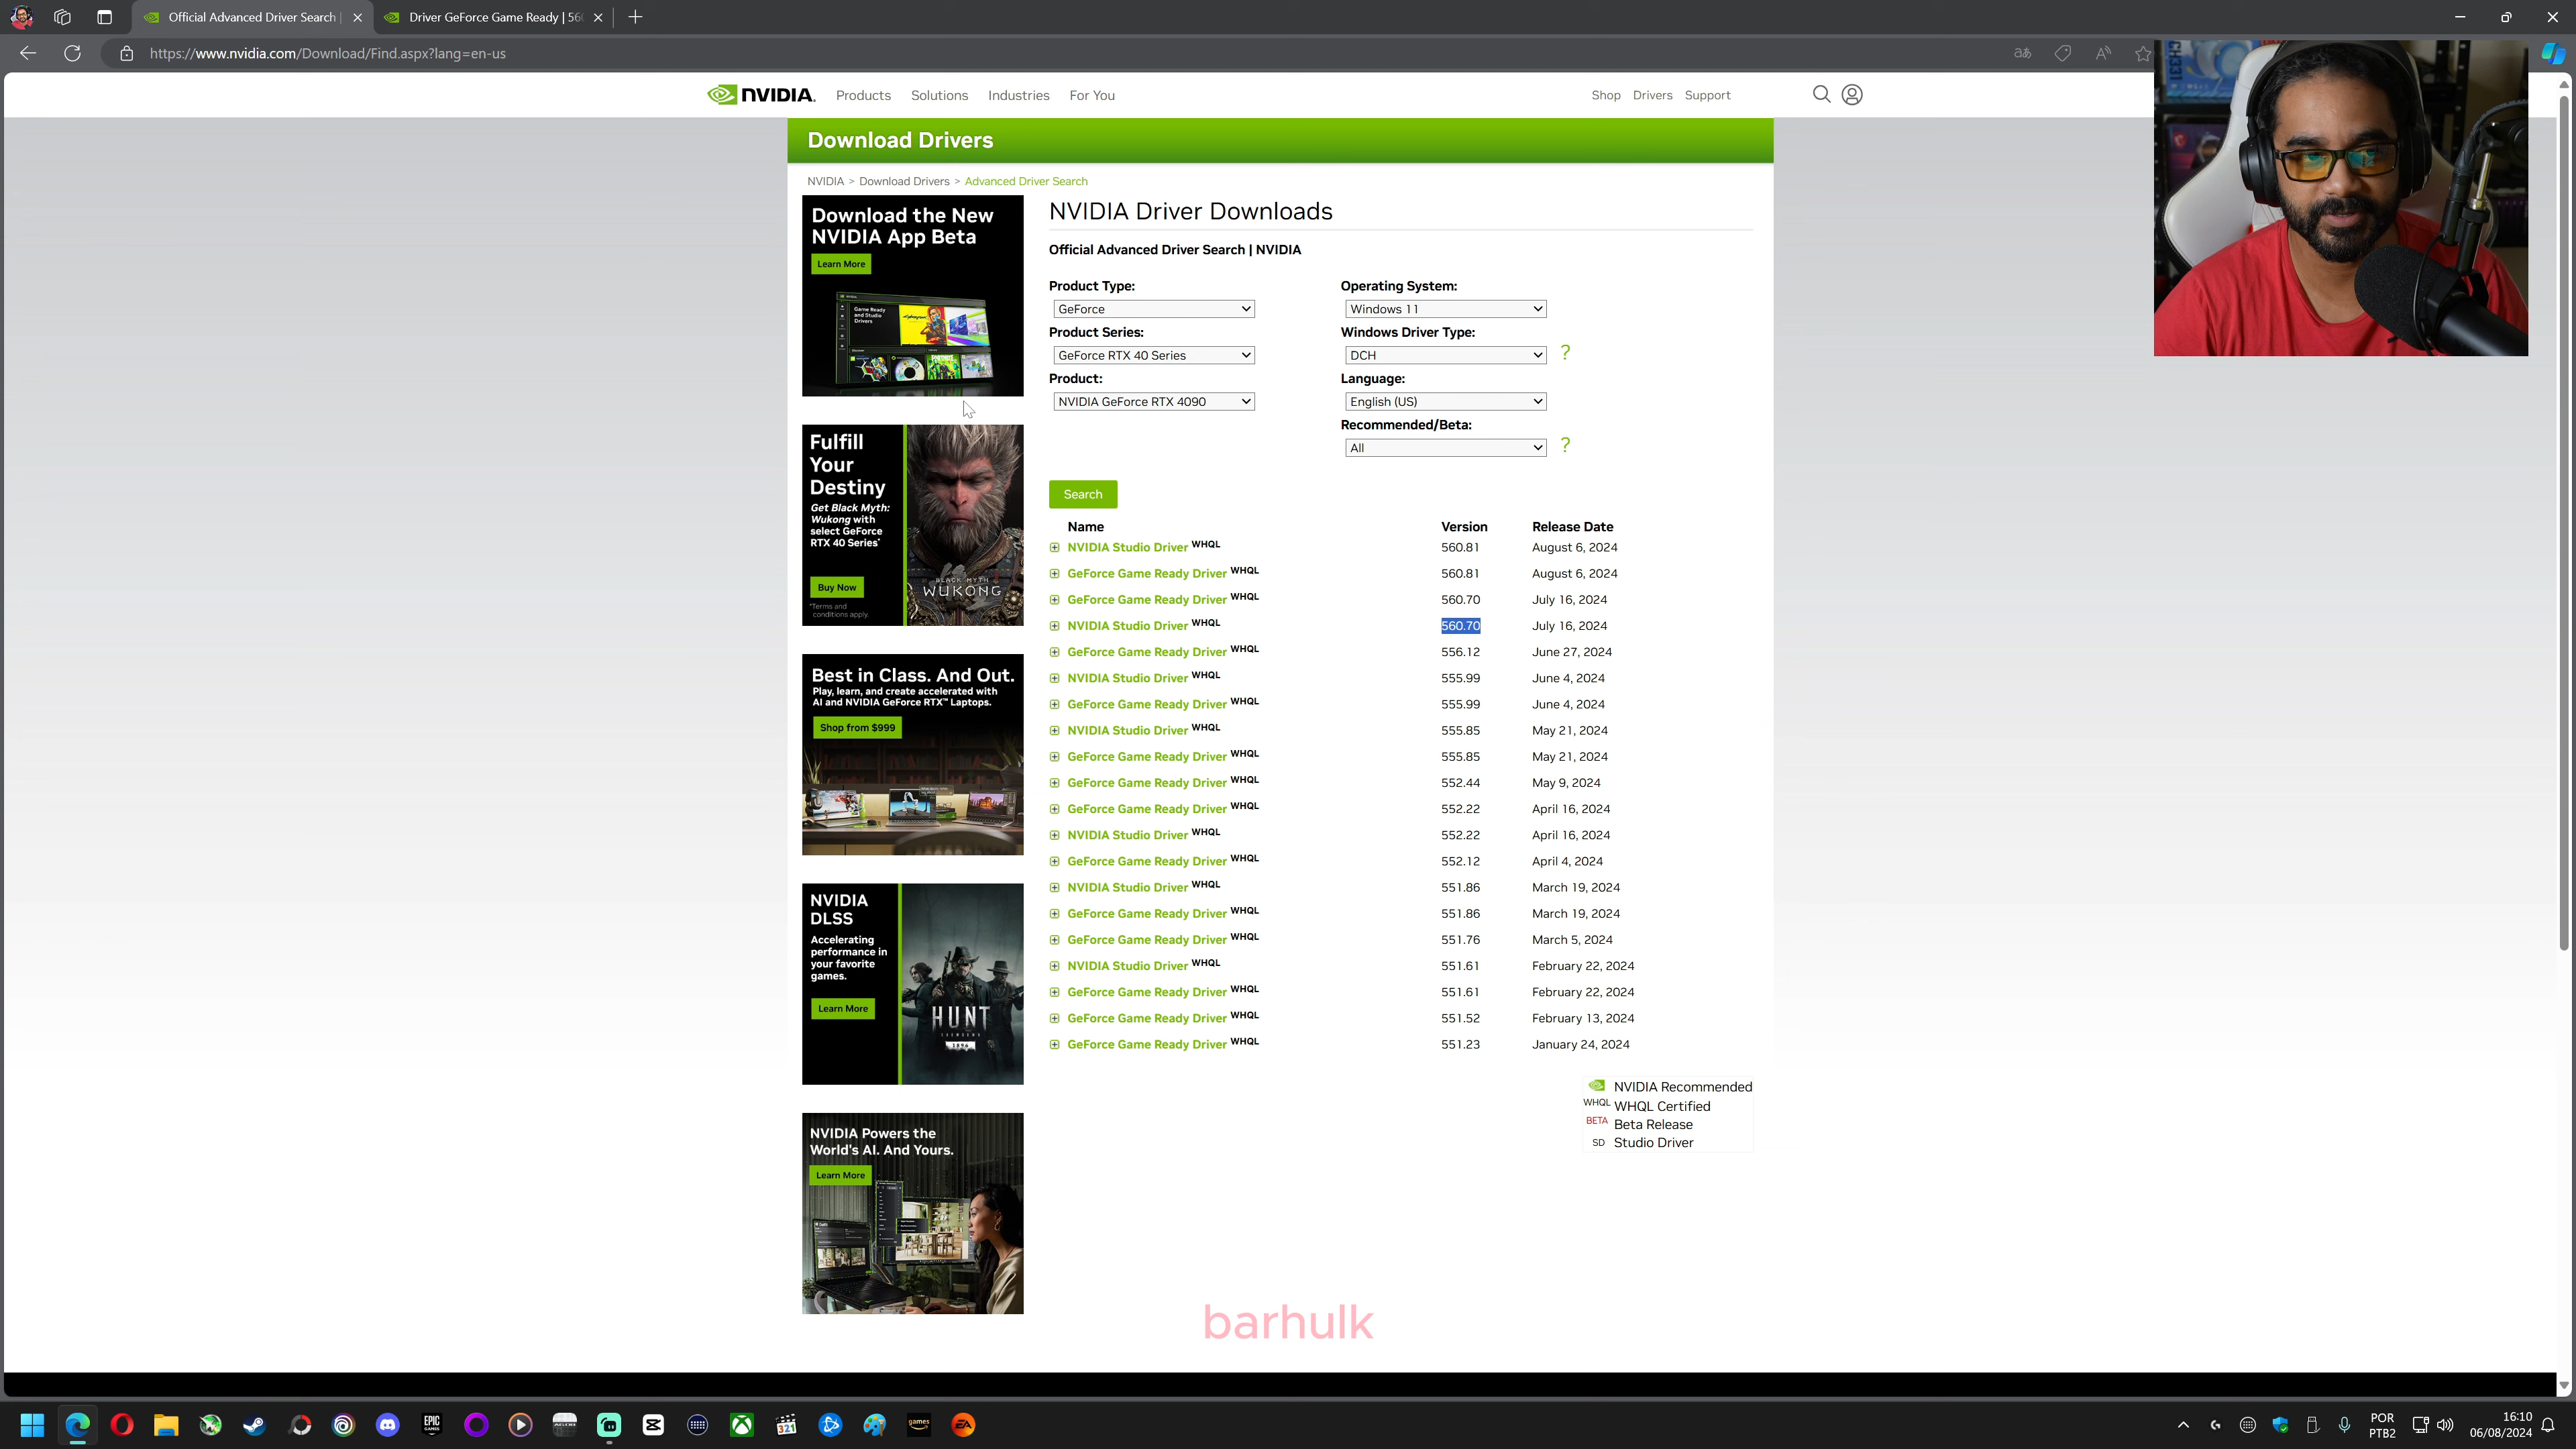 Official Advanced Driver Search |
Driver GeForce Game Ready | 56
https://www.nvidia.com/Download/Find.aspx?lang=en-us
NVIDIA. Products Solutions Industries For You Shop Drivers Support
Download Drivers
NVIDIA > Download Drivers > Advanced Driver Search
Download the New
NVIDIA App Beta
Learn More
Game Ready
and Studio
Drivers
Fulfill
Your
Destiny
Get Black Myth:
Wukong with
select GeForce
RTX 40 Series*
Buy Now
*Terms and
conditions apply.
BLACK MYTH
WUKONG
Best in Class. And Out.
Play, learn, and create accelerated with
AI and NVIDIA GeForce RTX™ Laptops.
Shop from $999
NVIDIA
DLSS
Accelerating
performance in
your favorite
games.
Learn More
HUNT
1896
NVIDIA Powers the
World's AI. And Yours.
Learn More
NVIDIA Driver Downloads
Official Advanced Driver Search | NVIDIA
Product Type:
GeForce
Product Series:
GeForce RTX 40 Series
Product:
NVIDIA GeForce RTX 4090
Operating System:
Windows 11
Windows Driver Type:
DCH ?
Language:
English (US)
Recommended/Beta:
All ?
Search
Name Version Release Date
NVIDIA Studio Driver WHQL 560.81 August 6, 2024
GeForce Game Ready Driver WHQL 560.81 August 6, 2024
GeForce Game Ready Driver WHQL 560.70 July 16, 2024
NVIDIA Studio Driver WHQL 560.70 July 16, 2024
GeForce Game Ready Driver WHQL 556.12 June 27, 2024
NVIDIA Studio Driver WHQL 555.99 June 4, 2024
GeForce Game Ready Driver WHQL 555.99 June 4, 2024
NVIDIA Studio Driver WHQL 555.85 May 21, 2024
GeForce Game Ready Driver WHQL 555.85 May 21, 2024
GeForce Game Ready Driver WHQL 552.44 May 9, 2024
GeForce Game Ready Driver WHQL 552.22 April 16, 2024
NVIDIA Studio Driver WHQL 552.22 April 16, 2024
GeForce Game Ready Driver WHQL 552.12 April 4, 2024
NVIDIA Studio Driver WHQL 551.86 March 19, 2024
GeForce Game Ready Driver WHQL 551.86 March 19, 2024
GeForce Game Ready Driver WHQL 551.76 March 5, 2024
NVIDIA Studio Driver WHQL 551.61 February 22, 2024
GeForce Game Ready Driver WHQL 551.61 February 22, 2024
GeForce Game Ready Driver WHQL 551.52 February 13, 2024
GeForce Game Ready Driver WHQL 551.23 January 24, 2024
NVIDIA Recommended
WHQL WHQL Certified
BETA Beta Release
SD Studio Driver
barhulk
EPIC
GAMES
321
games
EA
POR
PTB2
16:10
06/08/2024